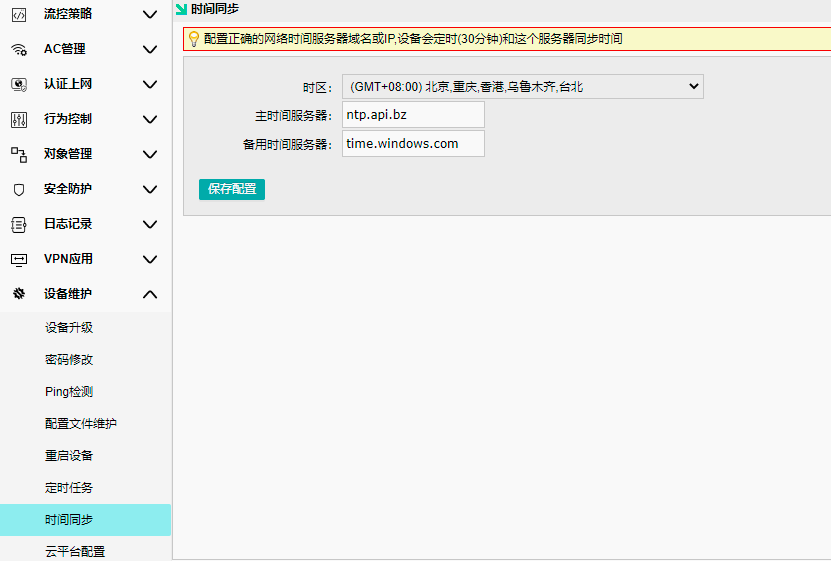 流控策略
AC管理
认证上网
行为控制
对象管理
安全防护
日志记录
VPN应用
设备维护
设备升级
密码修改
Ping检测
配置文件维护
重启设备
定时任务
时间同步
云平台配置
时间同步
配置正确的网络时间服务器域名或IP,设备会定时(30分钟)和这个服务器同步时间
时区： (GMT+08:00) 北京,重庆,香港,乌鲁木齐,台北
主时间服务器： ntp.api.bz
备用时间服务器： time.windows.com
保存配置